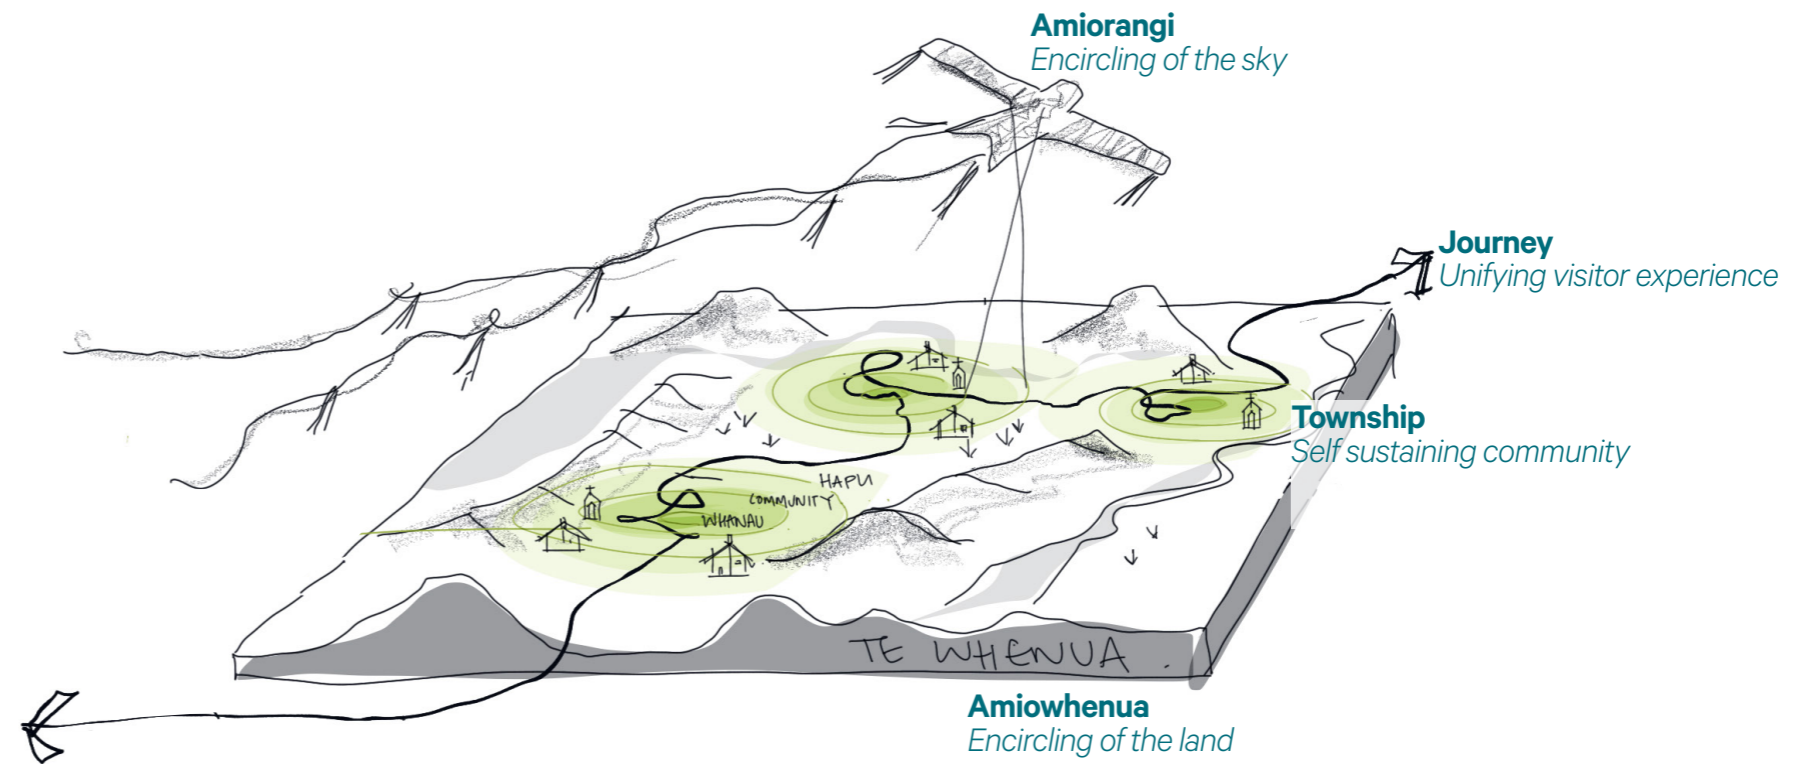 Amiorangi
Encircling of the sky
Journey
Unifying visitor experience
Township
Self sustaining community
HAPU
COMMUNITY
WHANAU
TE WHENUA.
Amiowhenua
Encircling of the land